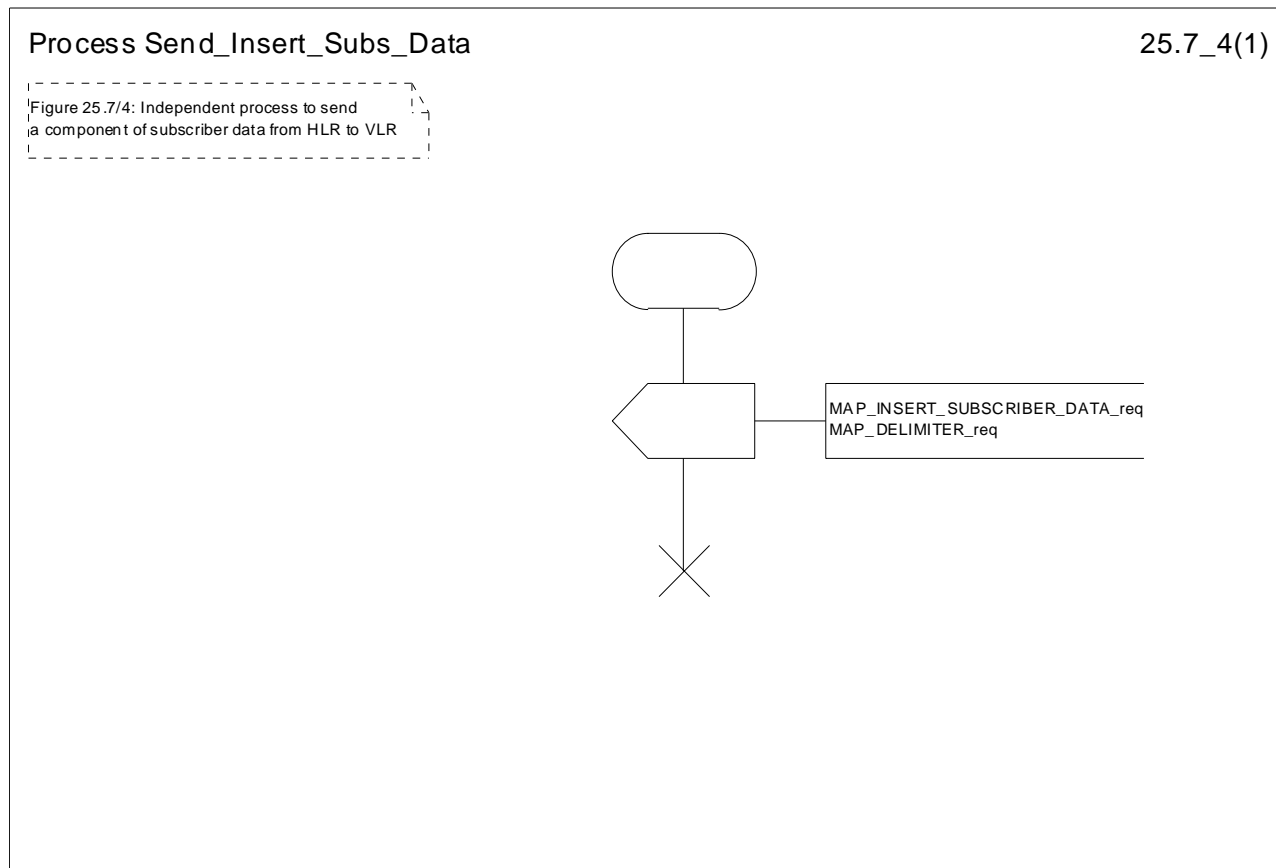 Process Send_Insert_Subs_Data
25.7_4(1)
Figure 25.7/4: Independent process to send
a component of subscriber data from HLR to VLR
MAP_INSERT_SUBSCRIBER_DATA_req
MAP_DELIMITER_req